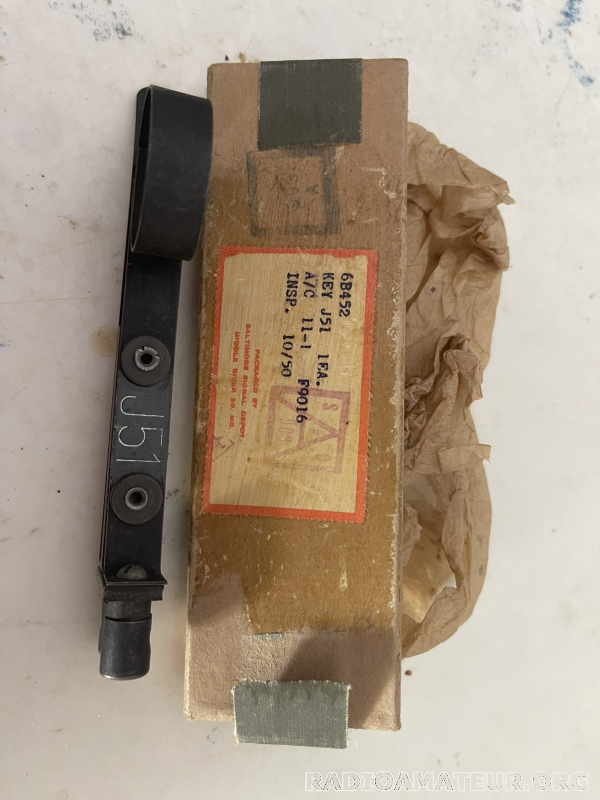 J51
6B452
KEY J51 1EA.
A/C 11-1 F9016
INSP. 10/50
PACKAGED BY
BALTIMORE SIGNAL DEPOT
MIDDLE RIVER 20, MD.
RADIOAMATEUR.ORG